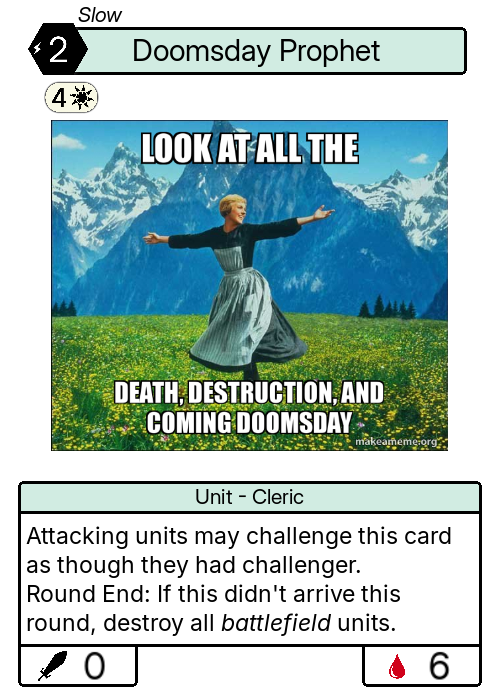 Slow
2
Doomsday Prophet
4
LOOK AT ALL THE
DEATH, DESTRUCTION, AND
COMING DOOMSDAY
makeameme.org
Unit - Cleric
Attacking units may challenge this card
as though they had challenger.
Round End: If this didn't arrive this
round, destroy all battlefield units.
0
6